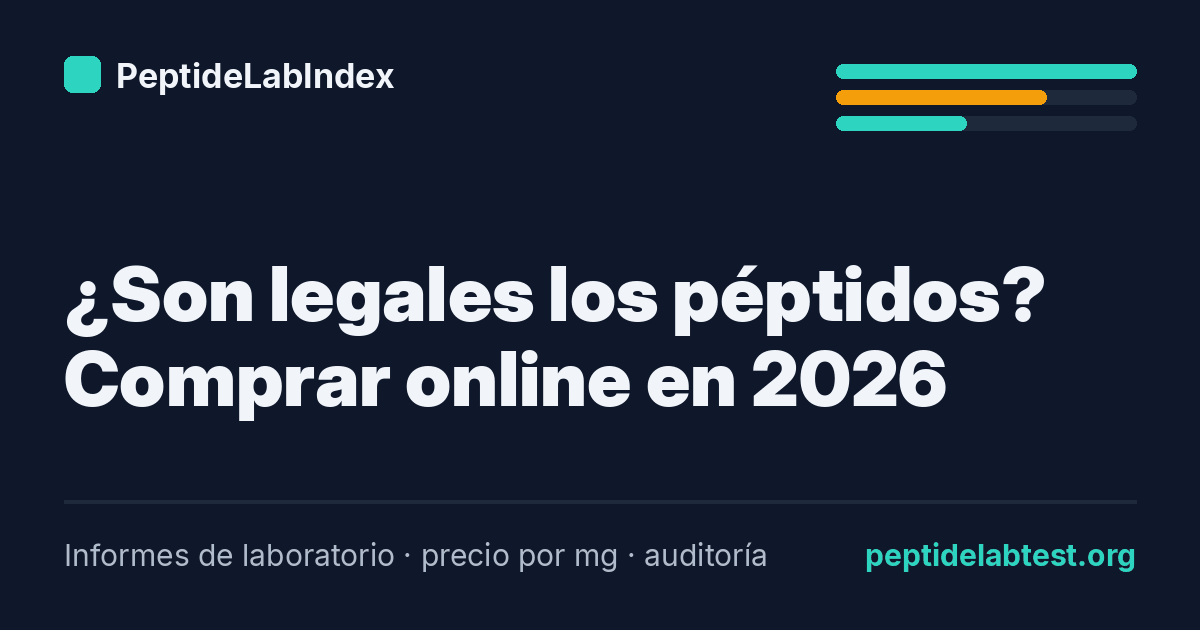 PeptideLabIndex
¿Son legales los péptidos?
Comprar online en 2026
Informes de laboratorio · precio por mg · auditoría
peptidelabtest.org